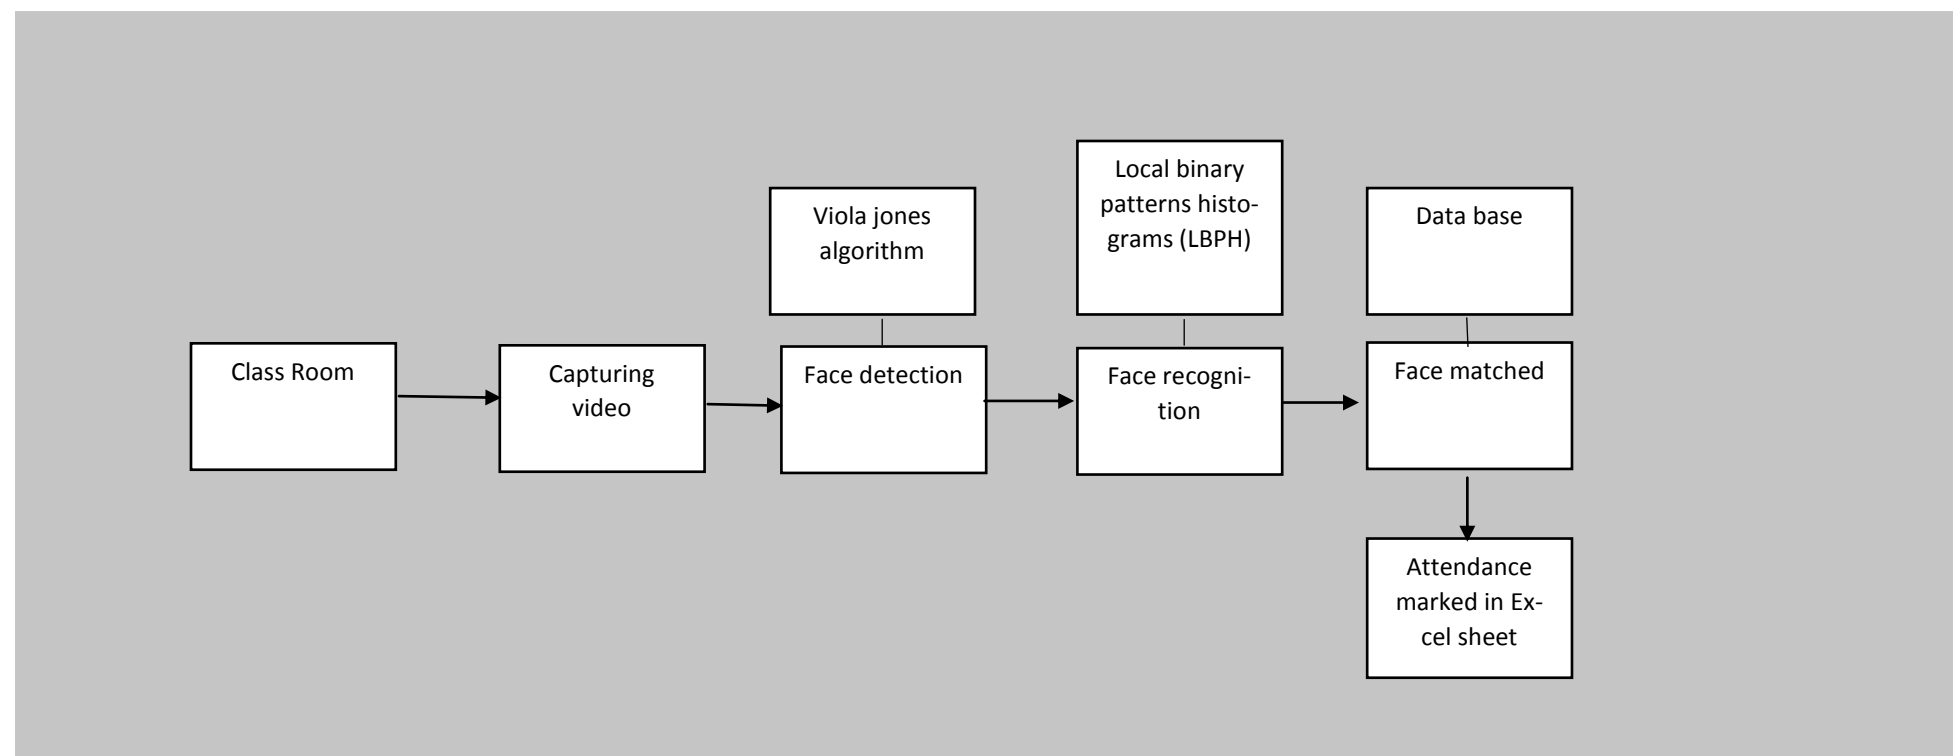 Viola jones
algorithm
Local binary
patterns histo-
grams (LBPH)
Data base
Class Room
Capturing
video
Face detection
Face recogni-
tion
Face matched
Attendance
marked in Ex-
cel sheet